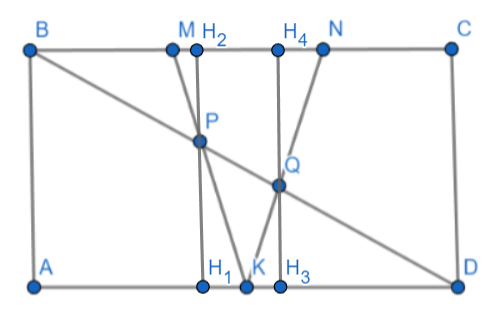 B M H₂ H₄ N C
P
Q
A H₁ K H₃ D